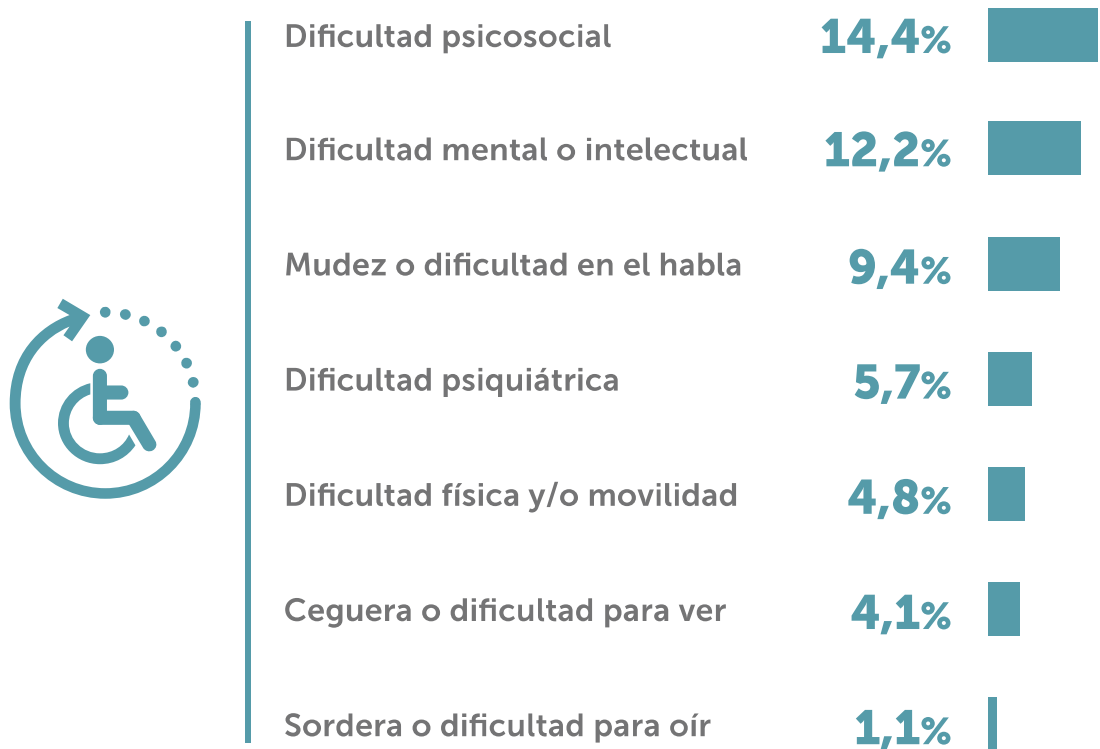 Dificultad psicosocial 14,4%
Dificultad mental o intelectual 12,2%
Mudez o dificultad en el habla 9,4%
Dificultad psiquiátrica 5,7%
Dificultad física y/o movilidad 4,8%
Ceguera o dificultad para ver 4,1%
Sordera o dificultad para oír 1,1%